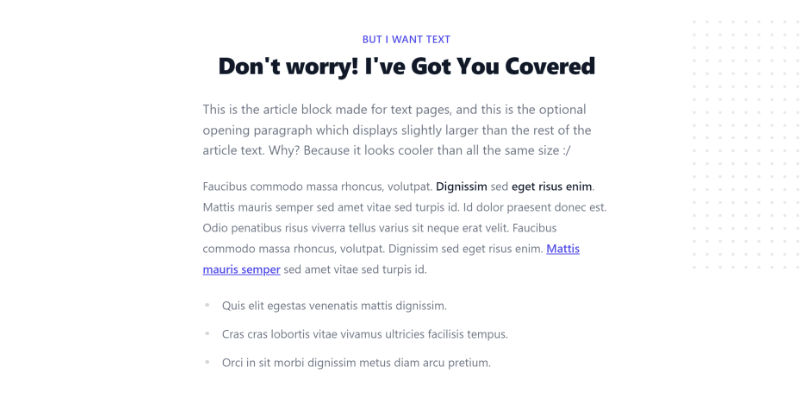 BUT I WANT TEXT
Don't worry! I've Got You Covered
This is the article block made for text pages, and this is the optional
opening paragraph which displays slightly larger than the rest of the
article text. Why? Because it looks cooler than all the same size :/
Faucibus commodo massa rhoncus, volutpat. Dignissim sed eget risus enim.
Mattis mauris semper sed amet vitae sed turpis id. Id dolor praesent donec est.
Odio penatibus risus viverra tellus varius sit neque erat velit. Faucibus
commodo massa rhoncus, volutpat. Dignissim sed eget risus enim. Mattis
mauris semper sed amet vitae sed turpis id.
Quis elit egestas venenatis mattis dignissim.
Cras cras lobortis vitae vivamus ultricies facilisis tempus.
Orci in sit morbi dignissim metus diam arcu pretium.